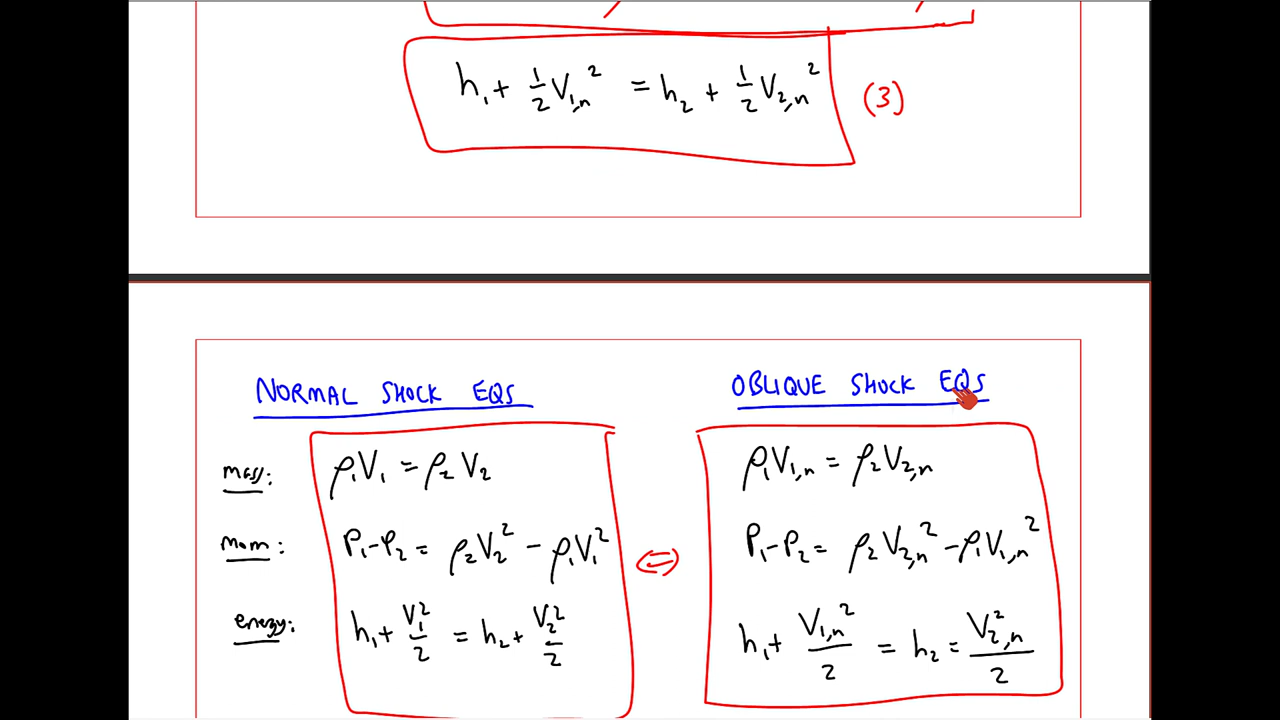 h₁ + ½V₁,ₙ² = h₂ + ½V₂,ₙ² (3)
NORMAL SHOCK EQS
OBLIQUE SHOCK EQS
mass: ρ₁V₁ = ρ₂V₂
ρ₁V₁,ₙ = ρ₂V₂,ₙ
mom: P₁-P₂ = ρ₂V₂² - ρ₁V₁²
⇔
P₁-P₂ = ρ₂V₂,ₙ² - ρ₁V₁,ₙ²
energy: h₁ + V₁²/2 = h₂ + V₂²/2
h₁ + V₁,ₙ²/2 = h₂ = V₂,ₙ²/2